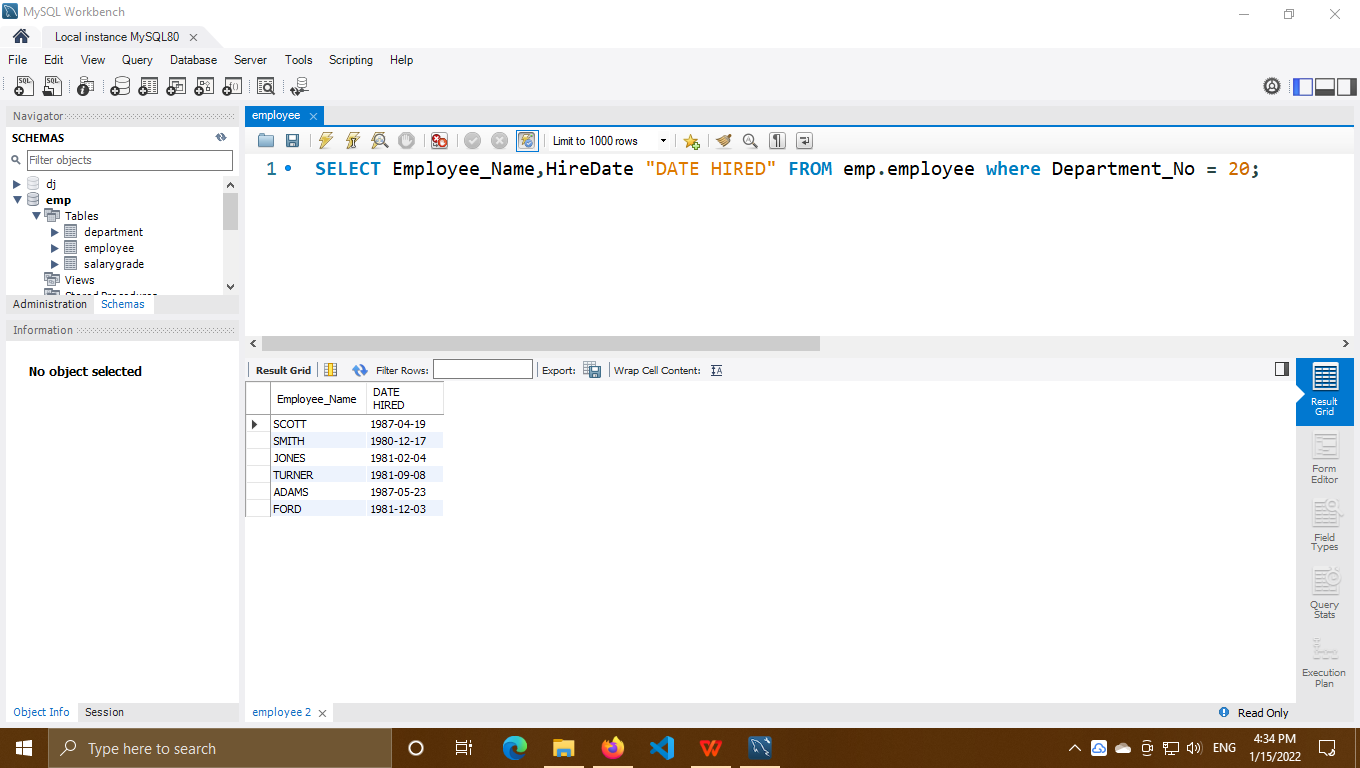 MySQL Workbench
Local instance MySQL80
File Edit View Query Database Server Tools Scripting Help
Navigator
SCHEMAS
Filter objects
dj
emp
Tables
department
employee
salarygrade
Views
Stored Procedures
Administration Schemas
Information
No object selected
Object Info Session
employee
Limit to 1000 rows
1 SELECT Employee_Name,HireDate "DATE HIRED" FROM emp.employee where Department_No = 20;
Result Grid Filter Rows: Export: Wrap Cell Content:
Employee_Name DATE HIRED
SCOTT 1987-04-19
SMITH 1980-12-17
JONES 1981-02-04
TURNER 1981-09-08
ADAMS 1987-05-23
FORD 1981-12-03
Result Grid
Form Editor
Field Types
Query Stats
Execution Plan
employee 2
Read Only
Type here to search
ENG
4:34 PM
1/15/2022